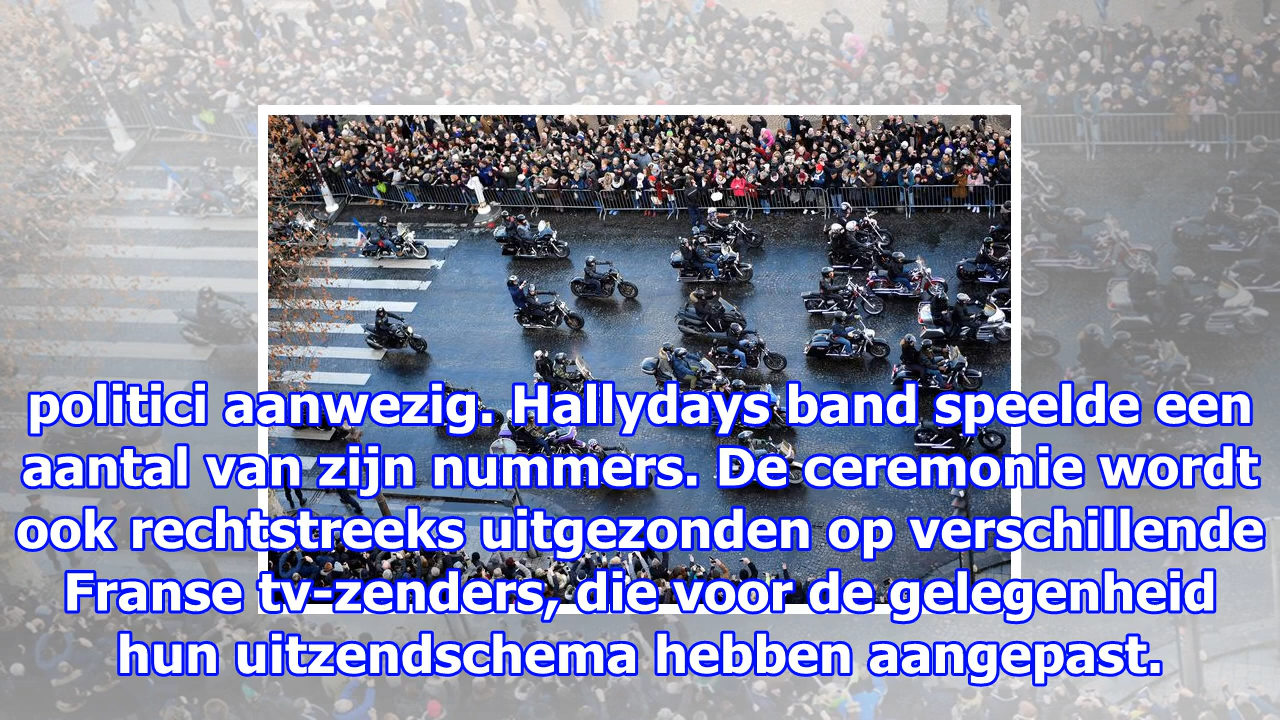 politici aanwezig. Hallydays band speelde een
aantal van zijn nummers. De ceremonie wordt
ook rechtstreeks uitgezonden op verschillende
Franse tv-zenders, die voor de gelegenheid
hun uitzendschema hebben aangepast.